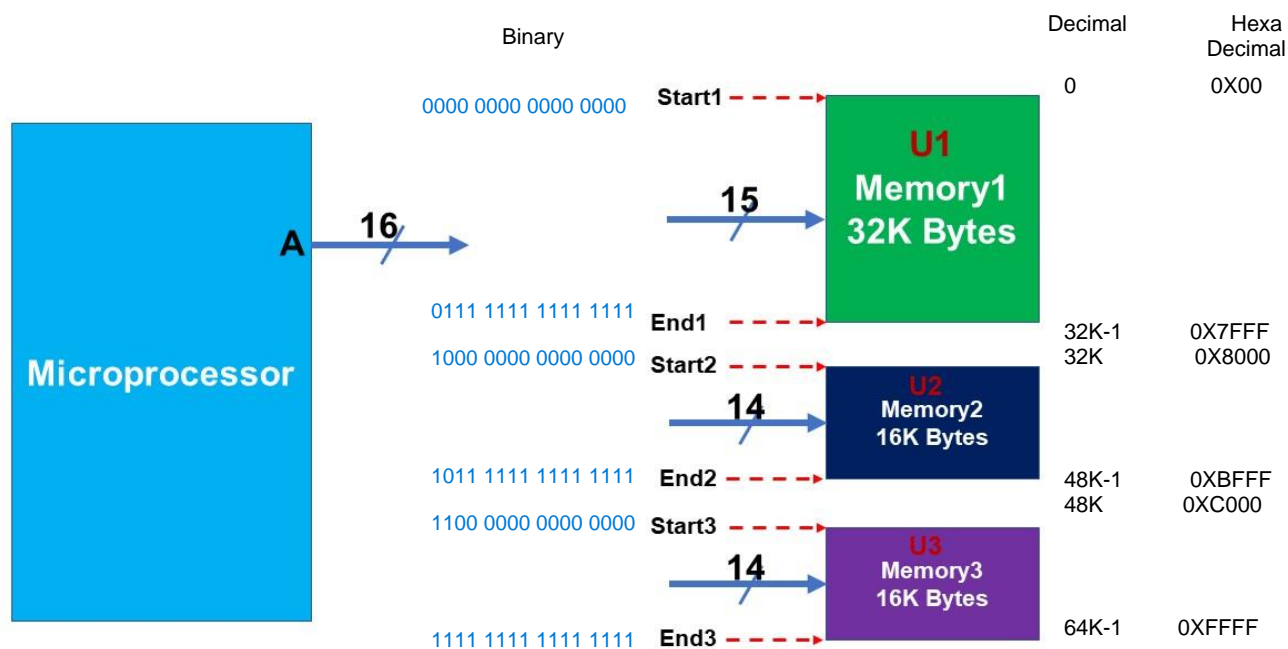 Binary
Decimal
Hexa
Decimal
0000 0000 0000 0000
Start1
0
0X00
U1
Memory1
32K Bytes
A
16
15
0111 1111 1111 1111
End1
32K-1
0X7FFF
1000 0000 0000 0000
Start2
32K
0X8000
Microprocessor
U2
Memory2
16K Bytes
14
1011 1111 1111 1111
End2
48K-1
0XBFFF
48K
0XC000
1100 0000 0000 0000
Start3
U3
Memory3
16K Bytes
14
1111 1111 1111 1111
End3
64K-1
0XFFFF